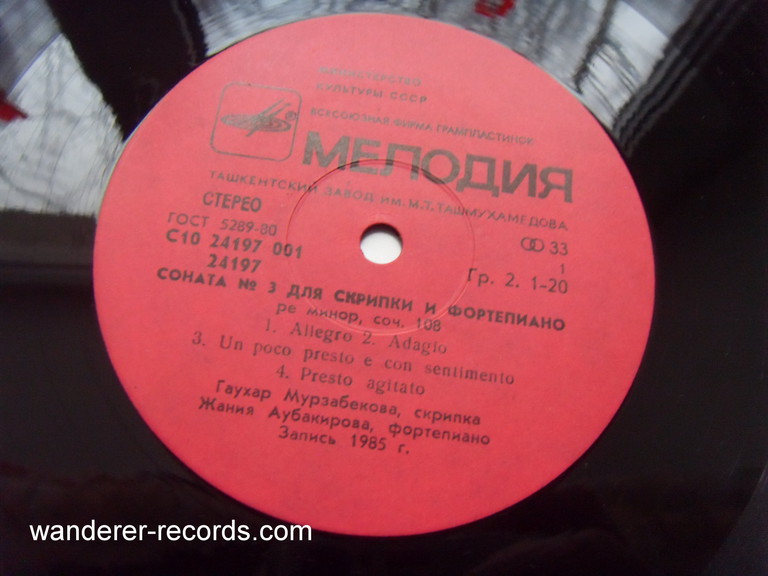 МИНИСТЕРСТВО
КУЛЬТУРЫ СССР
ВСЕСОЮЗНАЯ ФИРМА ГРАМПЛАСТИНОК
МЕЛОДИЯ
ТАШКЕНТСКИЙ ЗАВОД ИМ. М.Т. ТАШМУХАМЕДОВА
СТЕРЕО
ГОСТ 5289-80
33
С10 24197 001
1
24197
Гр. 2. 1-20
СОНАТА № 3 ДЛЯ СКРИПКИ И ФОРТЕПИАНО
ре минор, соч. 108
1. Allegro 2. Adagio
3. Un poco presto e con sentimento
4. Presto agitato
Гаухар Мурзабекова, скрипка
Жания Аубакирова, фортепиано
Запись 1985 г.
wanderer-records.com